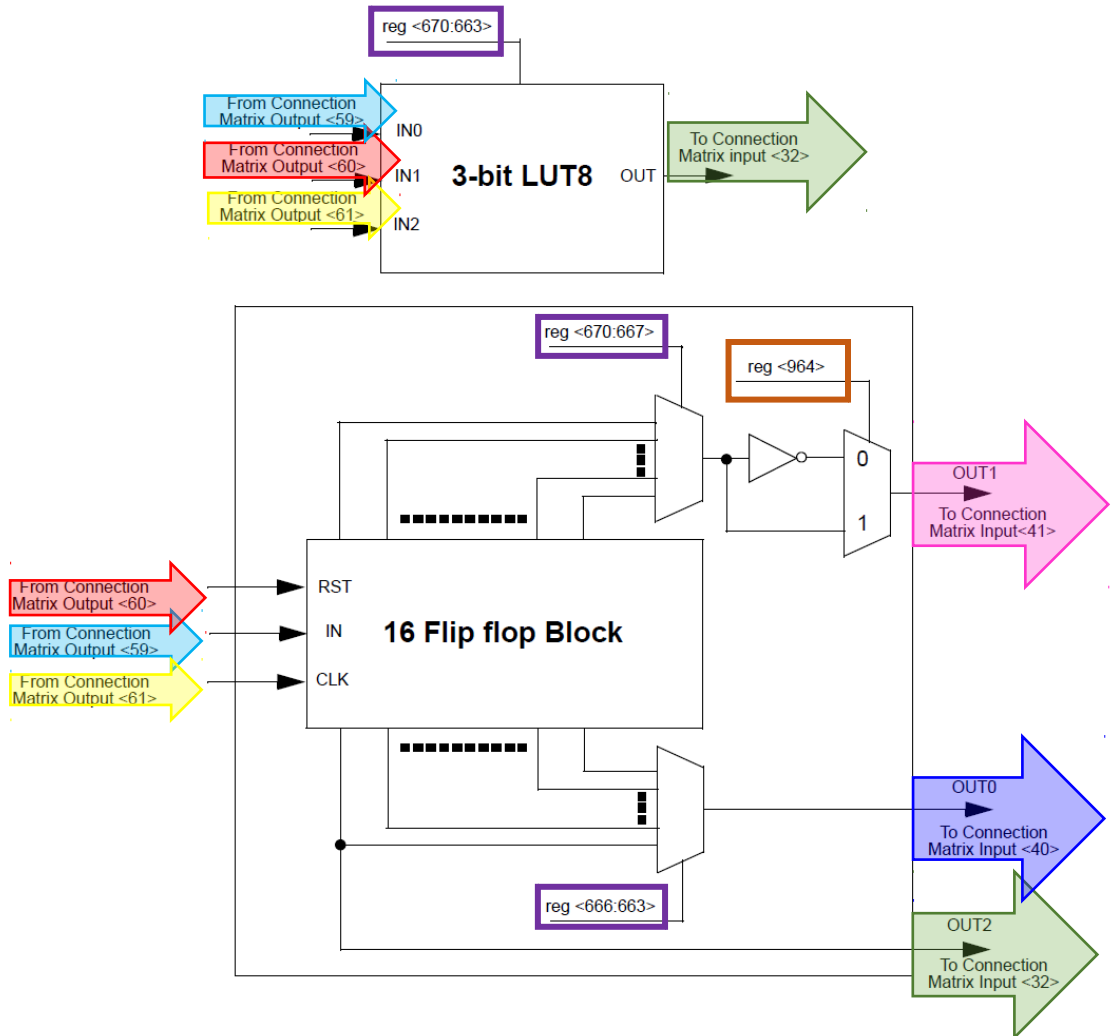 reg <670:663>
From Connection
Matrix Output <59>
From Connection
Matrix Output <60>
From Connection
Matrix Output <61>
IN0
IN1
IN2
3-bit LUT8
OUT
To Connection
Matrix input <32>
reg <670:667>
reg <964>
0
1
OUT1
To Connection
Matrix Input<41>
From Connection
Matrix Output <60>
From Connection
Matrix Output <59>
From Connection
Matrix Output <61>
RST
IN
CLK
16 Flip flop Block
OUT0
To Connection
Matrix Input <40>
reg <666:663>
OUT2
To Connection
Matrix Input <32>